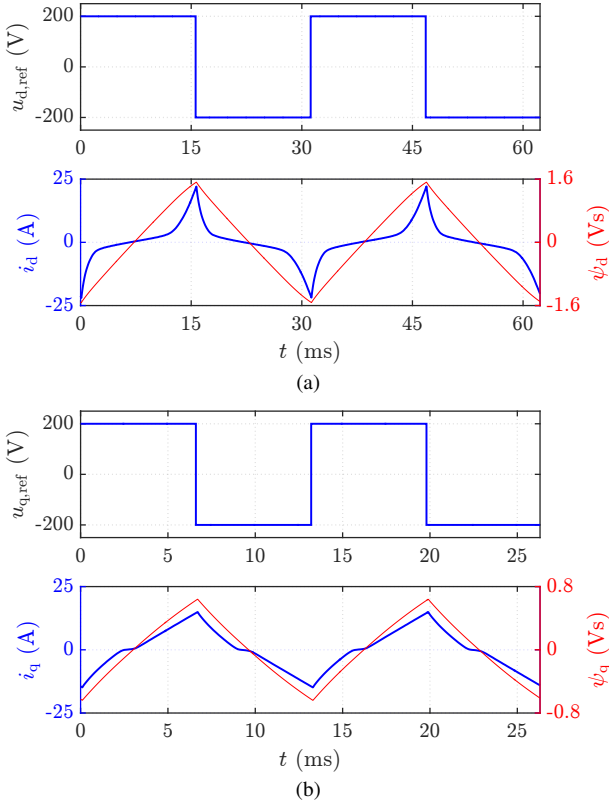 200
0
-200
u_d,ref (V)
0 15 30 45 60
25
0
-25
i_d (A)
1.6
0
-1.6
ψ_d (Vs)
0 15 30 45 60
t (ms)
(a)
200
0
-200
u_q,ref (V)
0 5 10 15 20 25
25
0
-25
i_q (A)
0.8
0
-0.8
ψ_q (Vs)
0 5 10 15 20 25
t (ms)
(b)